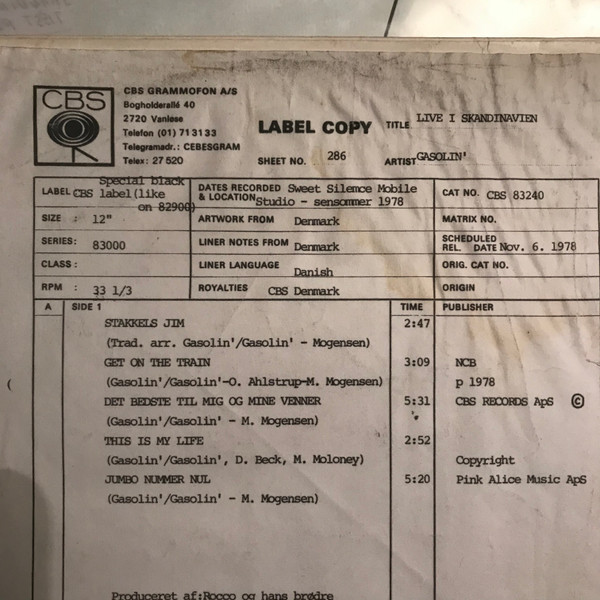 CBS
CBS GRAMMOFON A/S
Bogholderallé 40
2720 Vanløse
Telefon (01) 713133
Telegramadr.: CEBESGRAM
Telex: 27 520
LABEL COPY
TITLE LIVE I SKANDINAVIEN
SHEET NO. 286
ARTIST GASOLIN'
LABEL Special black CBS label(like on 82900)
DATES RECORDED & LOCATION Sweet Silence Mobile Studio - sensommer 1978
CAT NO. CBS 83240
SIZE : 12"
ARTWORK FROM Denmark
MATRIX NO.
SERIES: 83000
LINER NOTES FROM Denmark
SCHEDULED REL. DATE Nov. 6. 1978
CLASS :
LINER LANGUAGE Danish
ORIG. CAT NO.
RPM : 33 1/3
ROYALTIES CBS Denmark
ORIGIN
A SIDE 1 TIME PUBLISHER
STAKKELS JIM 2:47
(Trad. arr. Gasolin'/Gasolin' - Mogensen)
GET ON THE TRAIN 3:09 NCB
(Gasolin'/Gasolin'-O. Ahlstrup-M. Mogensen) p 1978
DET BEDSTE TIL MIG OG MINE VENNER 5:31 CBS RECORDS ApS ©
(Gasolin'/Gasolin' - M. Mogensen)
THIS IS MY LIFE 2:52
(Gasolin'/Gasolin', D. Beck, M. Moloney) Copyright
JUMBO NUMMER NUL 5:20 Pink Alice Music ApS
(Gasolin'/Gasolin' - M. Mogensen)
Produceret af:Rocco og hans brødre